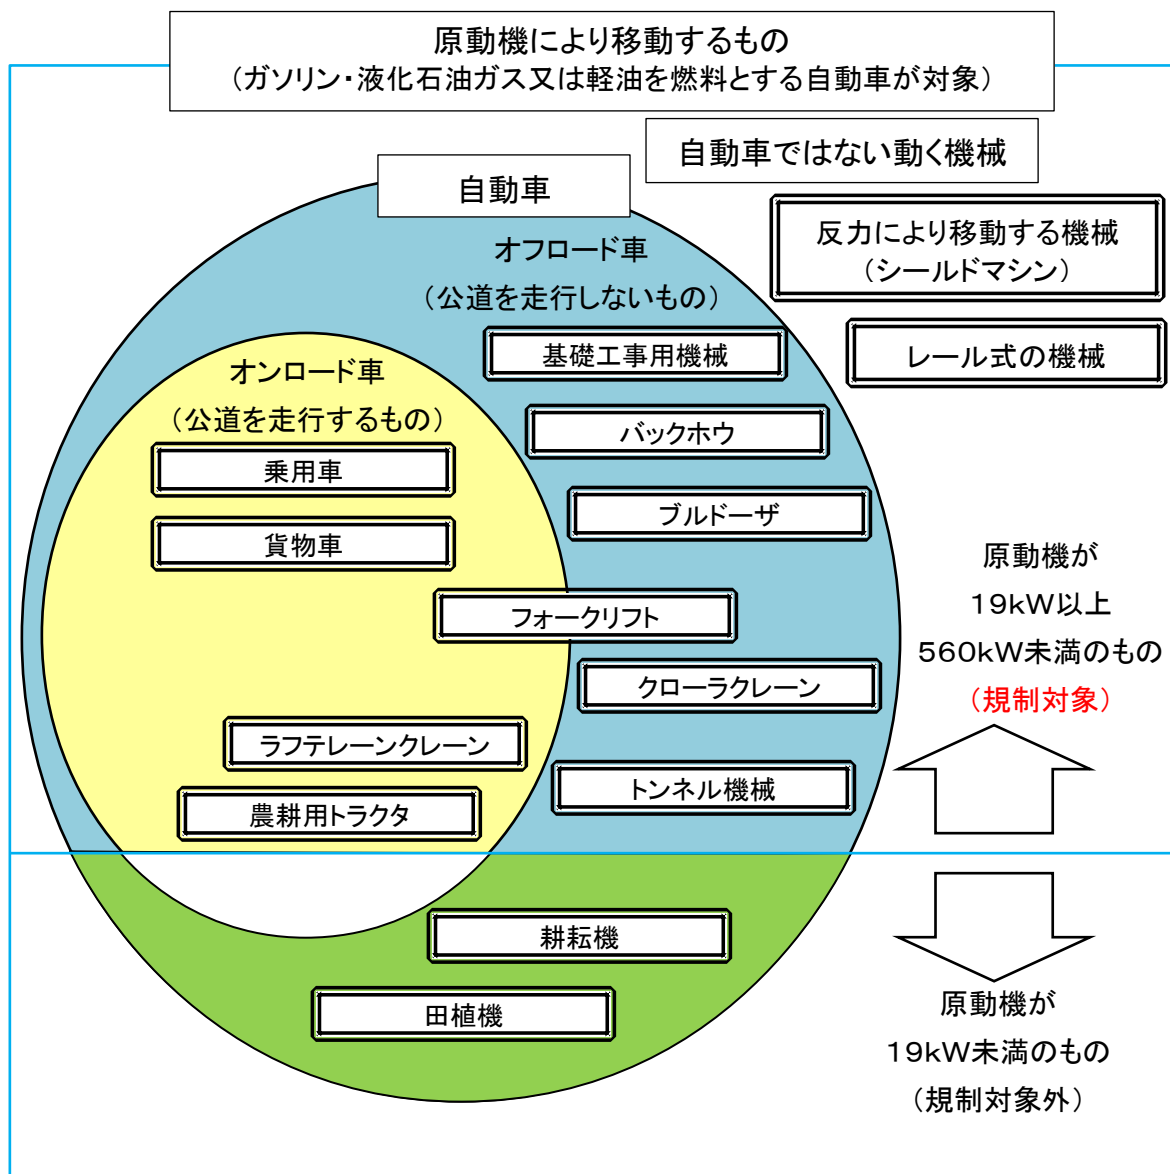 原動機により移動するもの
（ガソリン・液化石油ガス又は軽油を燃料とする自動車が対象）
自動車ではない動く機械
自動車
反力により移動する機械
（シールドマシン）
レール式の機械
オフロード車
（公道を走行しないもの）
基礎工事用機械
オンロード車
（公道を走行するもの）
バックホウ
乗用車
ブルドーザ
貨物車
フォークリフト
クローラクレーン
ラフテレーンクレーン
トンネル機械
農耕用トラクタ
原動機が
19kW以上
560kW未満のもの
（規制対象）
耕耘機
田植機
原動機が
19kW未満のもの
（規制対象外）